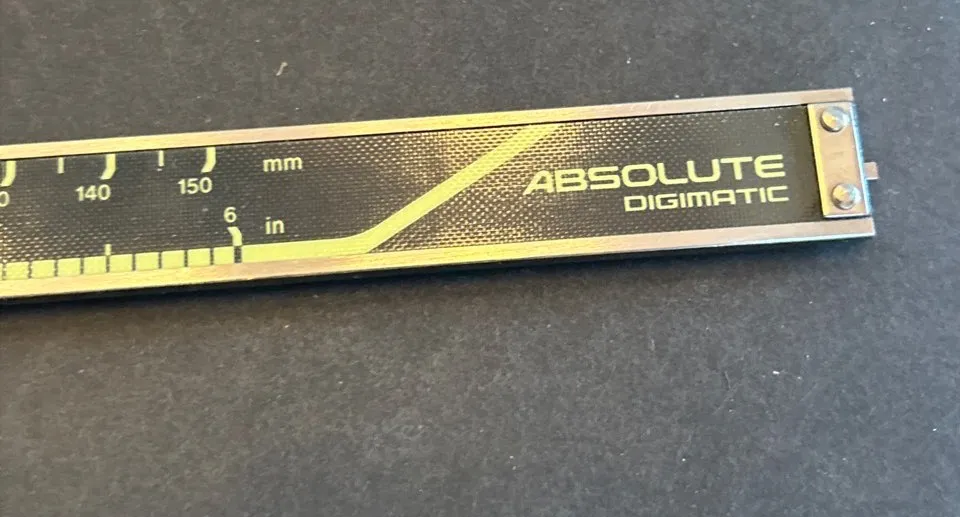 140 150 mm
6 in
ABSOLUTE
DIGIMATIC